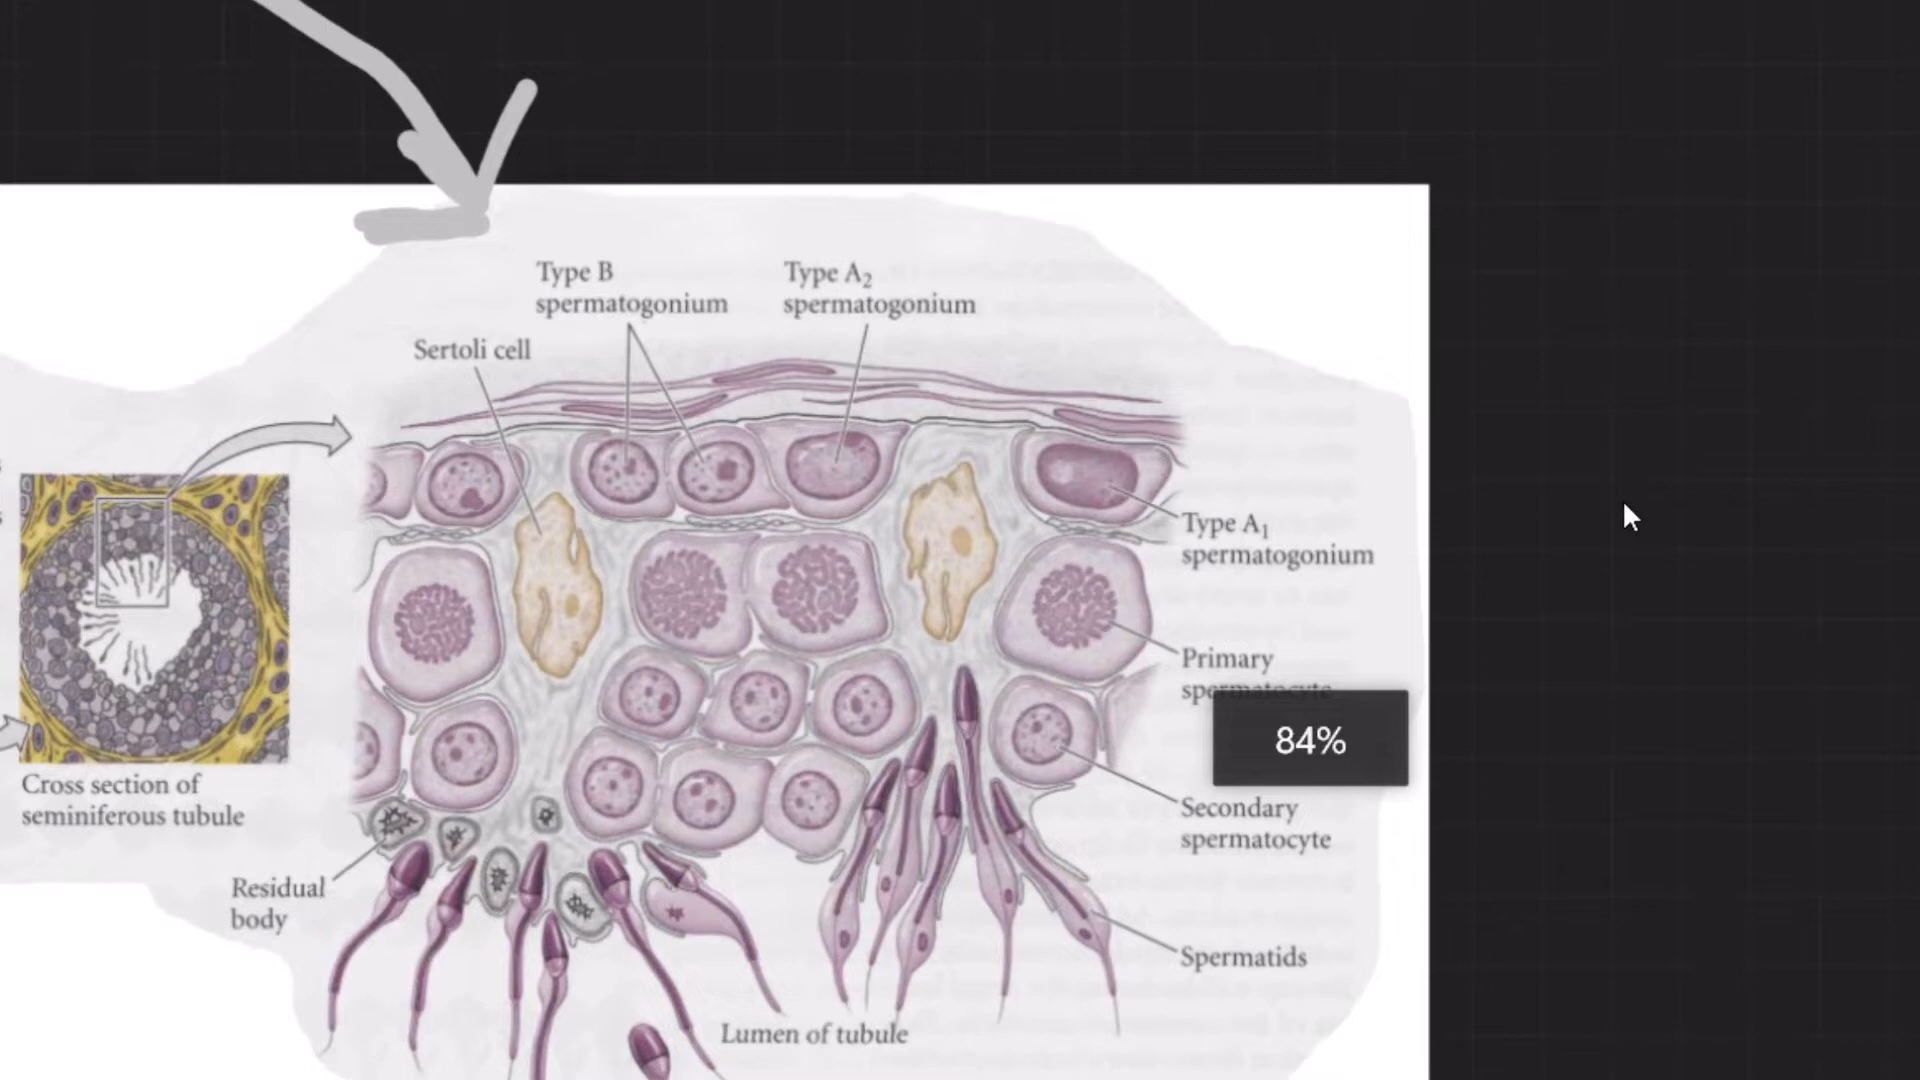 Type B
spermatogonium
Type A₂
spermatogonium
Sertoli cell
Type A₁
spermatogonium
Primary
spermatocyte
84%
Cross section of
seminiferous tubule
Secondary
spermatocyte
Residual
body
Spermatids
Lumen of tubule